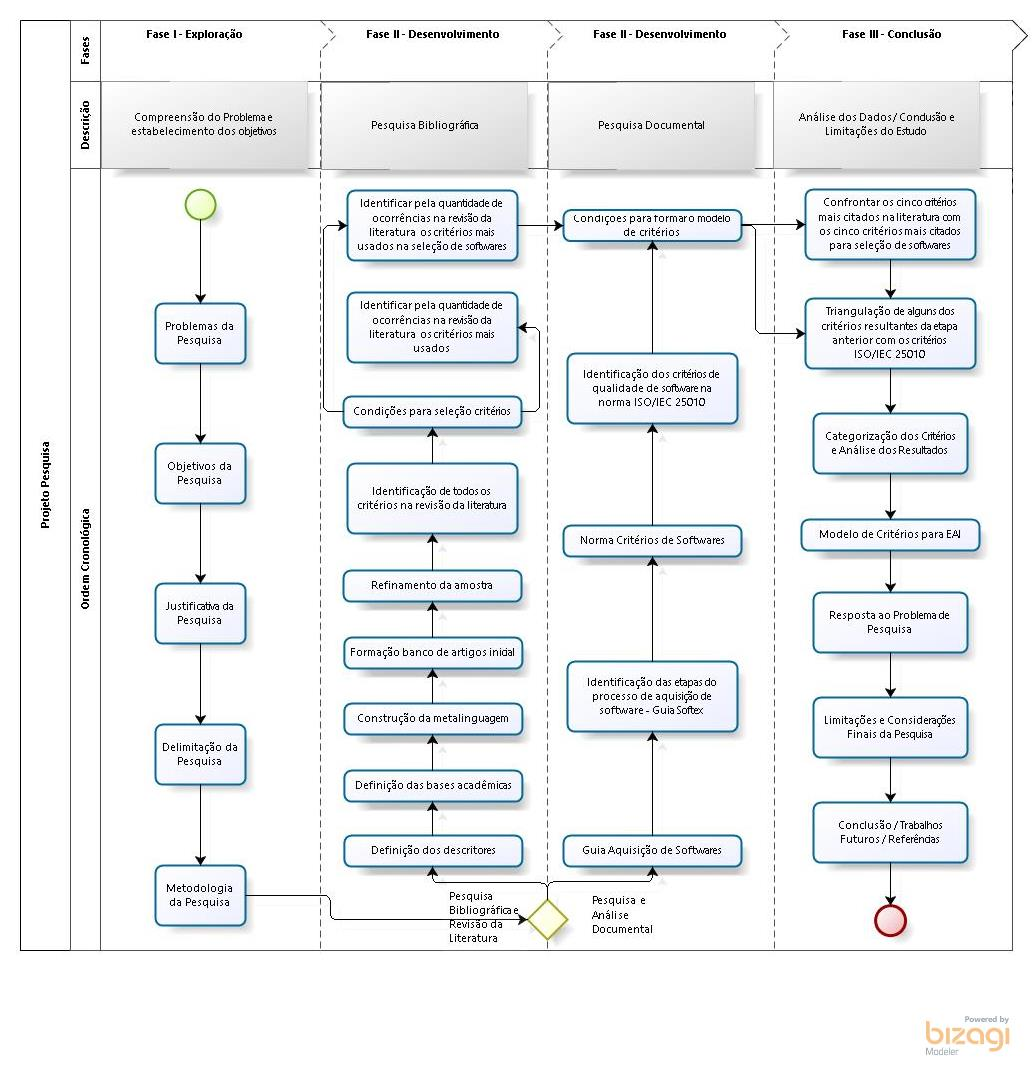 Projeto Pesquisa
Fases
Fase I - Exploração
Fase II - Desenvolvimento
Fase II - Desenvolvimento
Fase III - Conclusão
Descrição
Compreensão do Problema e
estabelecimento dos objetivos
Pesquisa Bibliográfica
Pesquisa Documental
Análise dos Dados / Condusão e
Limitações do Estudo
Ordem Cronológica
Problemas da
Pesquisa
Objetivos da
Pesquisa
Justificativa da
Pesquisa
Delimitação da
Pesquisa
Metodologia
da Pesquisa
Identificar pela quantidade de
ocorrências na revisão da
literatura os critérios mais
usados na seleção de softwares
Identificar pela quantidade de
ocorrências na revisão da
literatura os critérios mais
usados
Condições para seleção critérios
Identificação de todos os
critérios na revisão da literatura
Refinamento da amostra
Formação banco de artigos inicial
Construção da metalinguagem
Definição das bases acadêmicas
Definição dos descritores
Pesquisa
Bibliográfica e
Revisão da
Literatura
Condições para formar o modelo
de critérios
Identificação dos critérios de
qualidade de software na
norma ISO/IEC 25010
Norma Critérios de Softwares
Identificação das etapas do
processo de aquisição de
software - Guia Softex
Guia Aquisição de Softwares
Pesquisa e
Análise
Documental
Confrontar os cinco critérios
mais citados na literatura com
os cinco critérios mais citados
para seleção de softwares
Triangulação de alguns dos
critérios resultantes da etapa
anterior com os critérios
ISO/IEC 25010
Categorização dos Critérios
e Análise dos Resultados
Modelo de Critérios para EAI
Resposta ao Problema de
Pesquisa
Limitações e Considerações
Finais da Pesquisa
Conclusão / Trabalhos
Futuros / Referências
Powered by
bizagi
Modeler